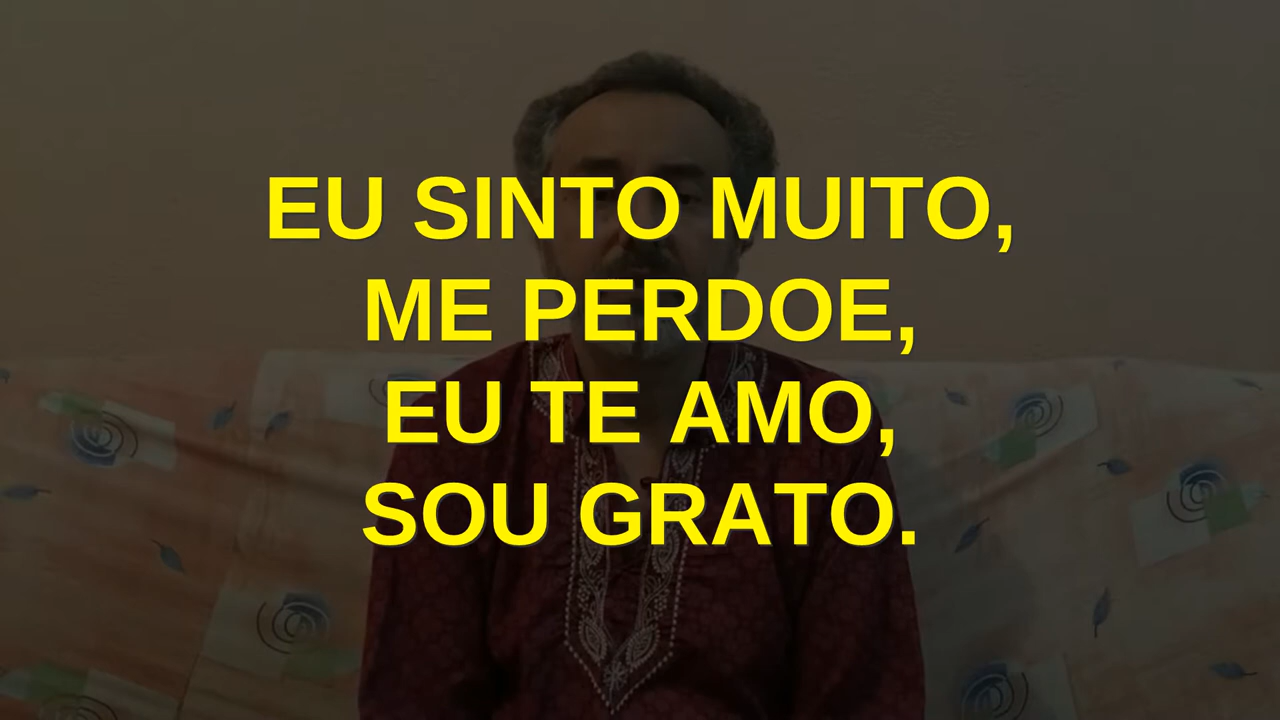 EU SINTO MUITO,
ME PERDOE,
EU TE AMO,
SOU GRATO.